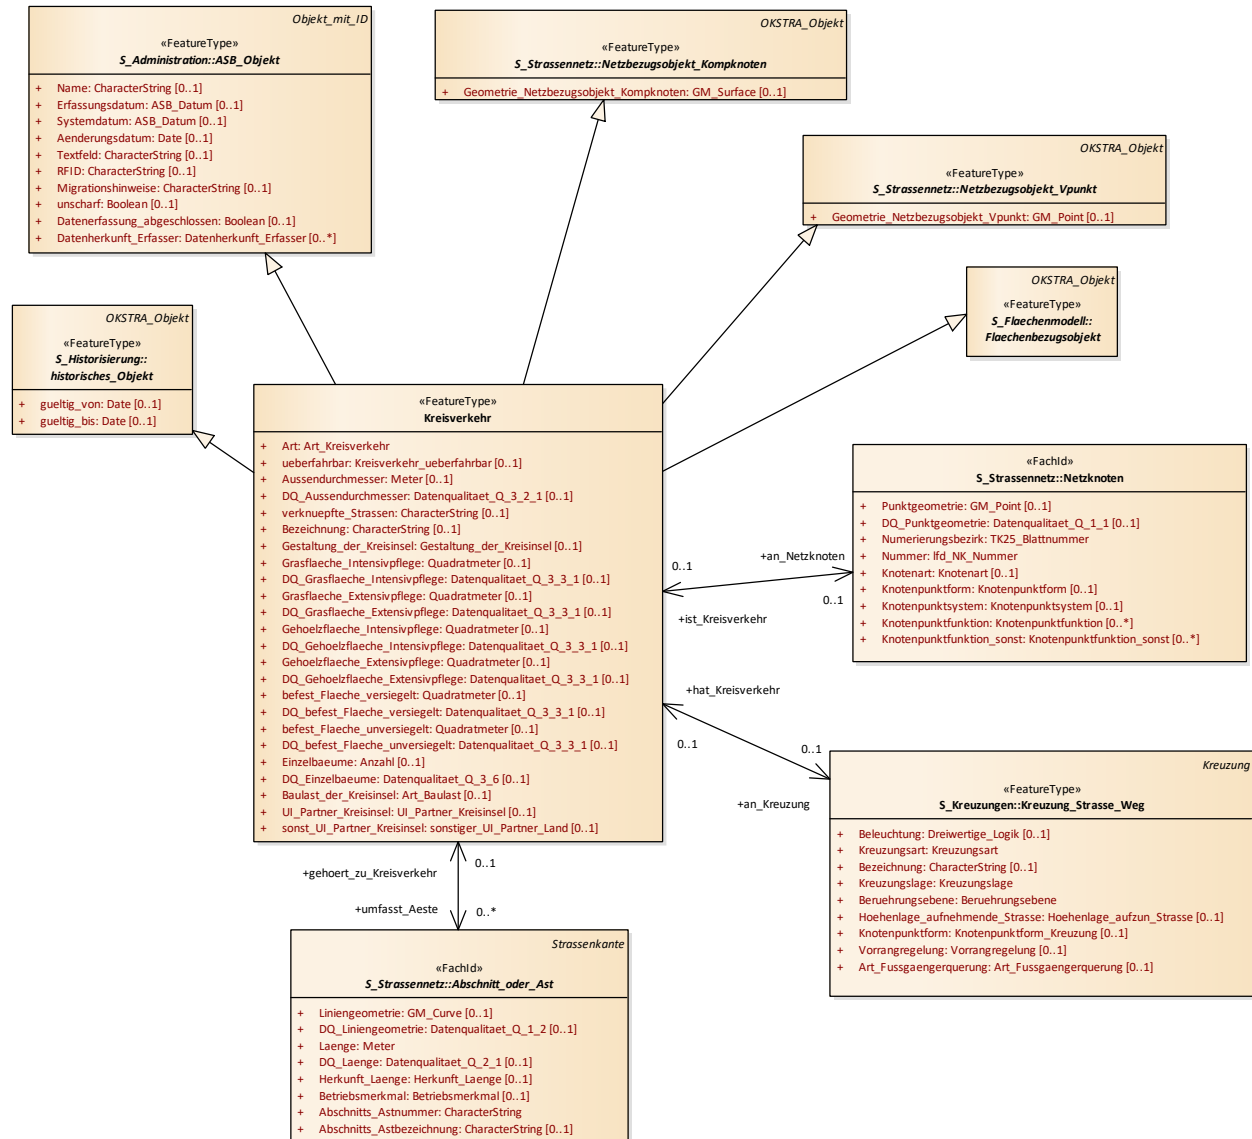 Objekt_mit_ID
«FeatureType»
S_Administration::ASB_Objekt
+ Name: CharacterString [0..1]
+ Erfassungsdatum: ASB_Datum [0..1]
+ Systemdatum: ASB_Datum [0..1]
+ Aenderungsdatum: Date [0..1]
+ Textfeld: CharacterString [0..1]
+ RFID: CharacterString [0..1]
+ Migrationshinweise: CharacterString [0..1]
+ unscharf: Boolean [0..1]
+ Datenerfassung_abgeschlossen: Boolean [0..1]
+ Datenherkunft_Erfasser: Datenherkunft_Erfasser [0..*]
OKSTRA_Objekt
«FeatureType»
S_Strassennetz::Netzbezugsobjekt_Kompknoten
+ Geometrie_Netzbezugsobjekt_Kompknoten: GM_Surface [0..1]
OKSTRA_Objekt
«FeatureType»
S_Strassennetz::Netzbezugsobjekt_Vpunkt
+ Geometrie_Netzbezugsobjekt_Vpunkt: GM_Point [0..1]
OKSTRA_Objekt
«FeatureType»
S_Flaechenmodell::
Flaechenbezugsobjekt
OKSTRA_Objekt
«FeatureType»
S_Historisierung::
historisches_Objekt
+ gueltig_von: Date [0..1]
+ gueltig_bis: Date [0..1]
«FeatureType»
Kreisverkehr
+ Art: Art_Kreisverkehr
+ ueberfahrbar: Kreisverkehr_ueberfahrbar [0..1]
+ Aussendurchmesser: Meter [0..1]
+ DQ_Aussendurchmesser: Datenqualitaet_Q_3_2_1 [0..1]
+ verknuepfte_Strassen: CharacterString [0..1]
+ Bezeichnung: CharacterString [0..1]
+ Gestaltung_der_Kreisinsel: Gestaltung_der_Kreisinsel [0..1]
+ Grasflaeche_Intensivpflege: Quadratmeter [0..1]
+ DQ_Grasflaeche_Intensivpflege: Datenqualitaet_Q_3_3_1 [0..1]
+ Grasflaeche_Extensivpflege: Quadratmeter [0..1]
+ DQ_Grasflaeche_Extensivpflege: Datenqualitaet_Q_3_3_1 [0..1]
+ Gehoelzflaeche_Intensivpflege: Quadratmeter [0..1]
+ DQ_Gehoelzflaeche_Intensivpflege: Datenqualitaet_Q_3_3_1 [0..1]
+ Gehoelzflaeche_Extensivpflege: Quadratmeter [0..1]
+ DQ_Gehoelzflaeche_Extensivpflege: Datenqualitaet_Q_3_3_1 [0..1]
+ befest_Flaeche_versiegelt: Quadratmeter [0..1]
+ DQ_befest_Flaeche_versiegelt: Datenqualitaet_Q_3_3_1 [0..1]
+ befest_Flaeche_unversiegelt: Quadratmeter [0..1]
+ DQ_befest_Flaeche_unversiegelt: Datenqualitaet_Q_3_3_1 [0..1]
+ Einzelbaeume: Anzahl [0..1]
+ DQ_Einzelbaeume: Datenqualitaet_Q_3_6 [0..1]
+ Baulast_der_Kreisinsel: Art_Baulast [0..1]
+ UI_Partner_Kreisinsel: UI_Partner_Kreisinsel [0..1]
+ sonst_UI_Partner_Kreisinsel: sonstiger_UI_Partner_Land [0..1]
+an_Netzknoten
0..1
0..1
+ist_Kreisverkehr
«FachId»
S_Strassennetz::Netzknoten
+ Punktgeometrie: GM_Point [0..1]
+ DQ_Punktgeometrie: Datenqualitaet_Q_1_1 [0..1]
+ Numerierungsbezirk: TK25_Blattnummer
+ Nummer: lfd_NK_Nummer
+ Knotenart: Knotenart [0..1]
+ Knotenpunktform: Knotenpunktform [0..1]
+ Knotenpunktsystem: Knotenpunktsystem [0..1]
+ Knotenpunktfunktion: Knotenpunktfunktion [0..*]
+ Knotenpunktfunktion_sonst: Knotenpunktfunktion_sonst [0..*]
+hat_Kreisverkehr
0..1
0..1
+an_Kreuzung
Kreuzung
«FeatureType»
S_Kreuzungen::Kreuzung_Strasse_Weg
+ Beleuchtung: Dreiwertige_Logik [0..1]
+ Kreuzungsart: Kreuzungsart
+ Bezeichnung: CharacterString [0..1]
+ Kreuzungslage: Kreuzungslage
+ Beruehrungsebene: Beruehrungsebene
+ Hoehenlage_aufnehmende_Strasse: Hoehenlage_aufzun_Strasse [0..1]
+ Knotenpunktform: Knotenpunktform_Kreuzung [0..1]
+ Vorrangregelung: Vorrangregelung [0..1]
+ Art_Fussgaengerquerung: Art_Fussgaengerquerung [0..1]
+gehoert_zu_Kreisverkehr
0..1
+umfasst_Aeste
0..*
Strassenkante
«FachId»
S_Strassennetz::Abschnitt_oder_Ast
+ Liniengeometrie: GM_Curve [0..1]
+ DQ_Liniengeometrie: Datenqualitaet_Q_1_2 [0..1]
+ Laenge: Meter
+ DQ_Laenge: Datenqualitaet_Q_2_1 [0..1]
+ Herkunft_Laenge: Herkunft_Laenge [0..1]
+ Betriebsmerkmal: Betriebsmerkmal [0..1]
+ Abschnitts_Astnummer: CharacterString
+ Abschnitts_Astbezeichnung: CharacterString [0..1]